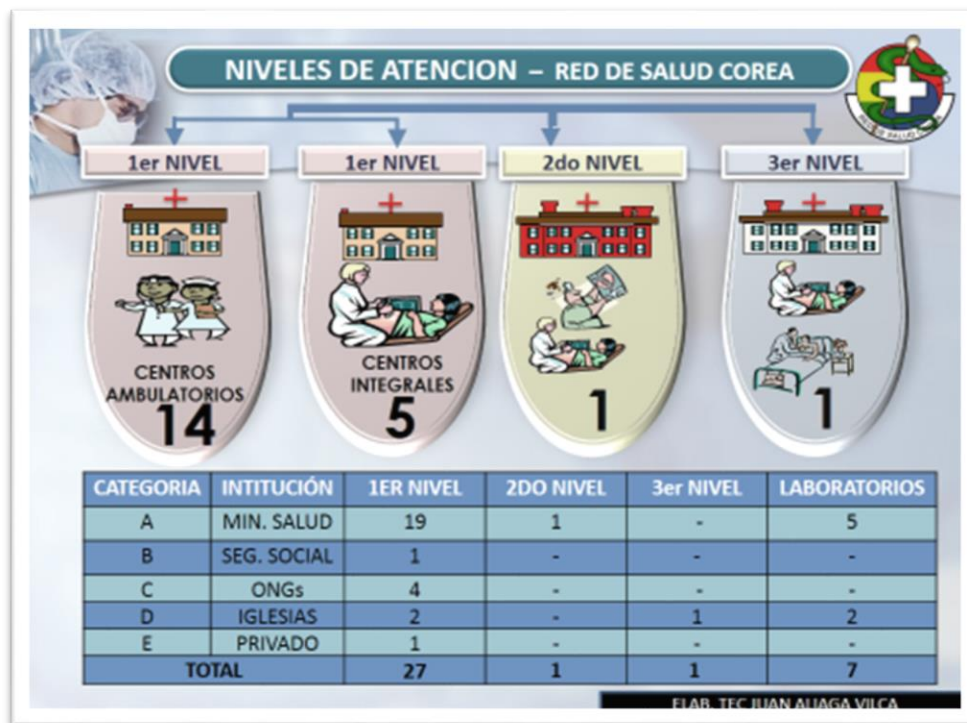 NIVELES DE ATENCION – RED DE SALUD COREA
1er NIVEL 1er NIVEL 2do NIVEL 3er NIVEL
CENTROS AMBULATORIOS
14
CENTROS INTEGRALES
5
1
1
CATEGORIA INTITUCIÓN 1ER NIVEL 2DO NIVEL 3er NIVEL LABORATORIOS
A MIN. SALUD 19 1 - 5
B SEG. SOCIAL 1 - - -
C ONGs 4 - - -
D IGLESIAS 2 - 1 2
E PRIVADO 1 - - -
TOTAL 27 1 1 7
ELAB. TEC JUAN ALIAGA VILCA